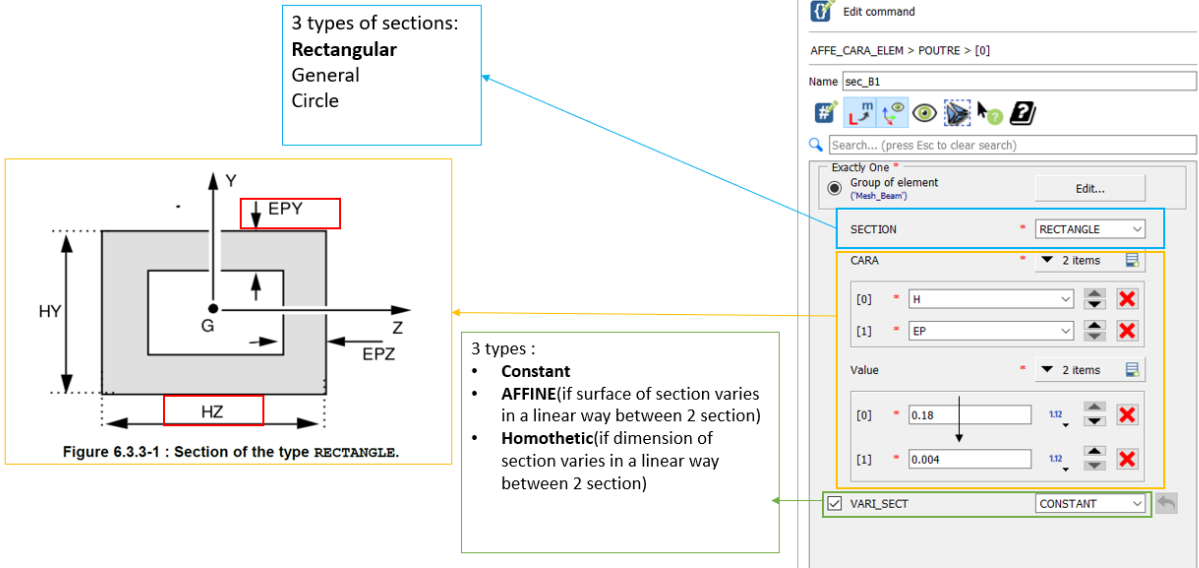 3 types of sections:
Rectangular
General
Circle
Y
EPY
HY
G
Z
EPZ
HZ
Figure 6.3.3-1 : Section of the type RECTANGLE.
3 types :
• Constant
• AFFINE(if surface of section varies
in a linear way between 2 section)
• Homothetic(if dimension of
section varies in a linear way
between 2 section)
Edit command
AFFE_CARA_ELEM > POUTRE > [0]
Name sec_B1
# L m ? ?
Search... (press Esc to clear search)
Exactly One *
Group of element
('Mesh_Beam')
Edit...
SECTION * RECTANGLE
CARA * 2 items
[0] * H
[1] * EP
Value * 2 items
[0] * 0.18 1.12
[1] * 0.004 1.12
VARI_SECT CONSTANT